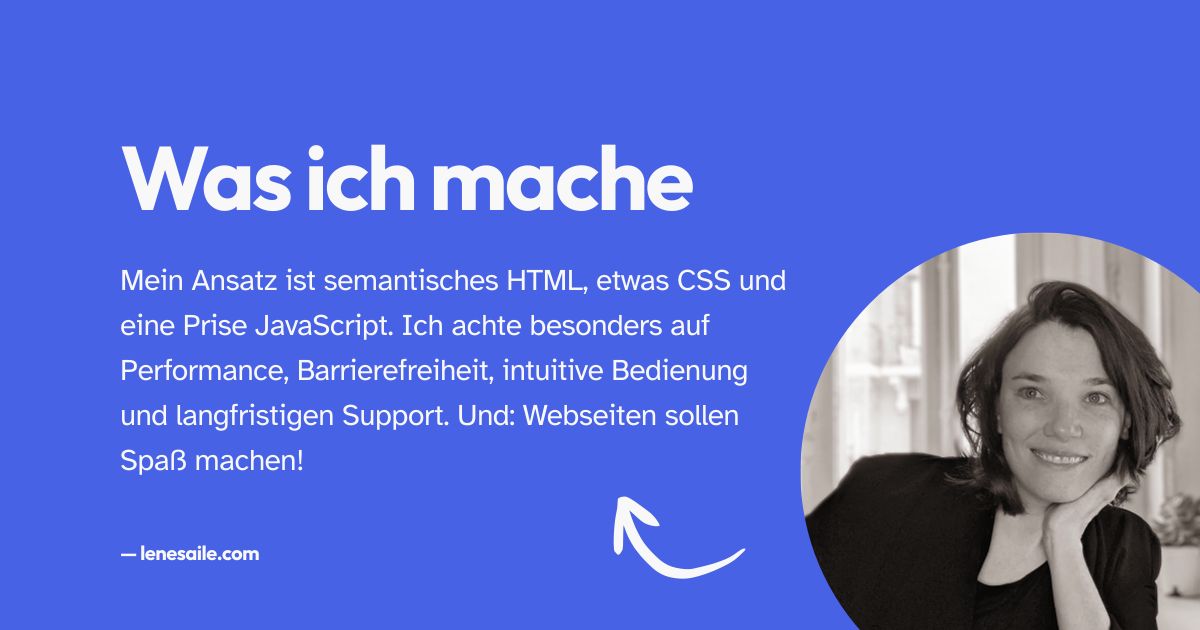 Was ich mache
Mein Ansatz ist semantisches HTML, etwas CSS und
eine Prise JavaScript. Ich achte besonders auf
Performance, Barrierefreiheit, intuitive Bedienung
und langfristigen Support. Und: Webseiten sollen
Spaß machen!
— lenesaile.com